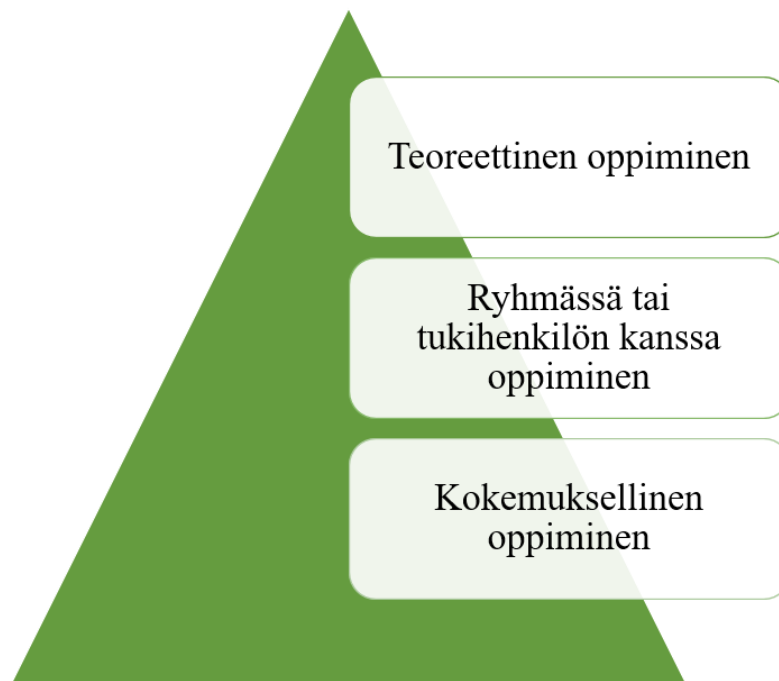 Teoreettinen oppiminen
Ryhmässä tai
tukihenkilön kanssa
oppiminen
Kokemuksellinen
oppiminen